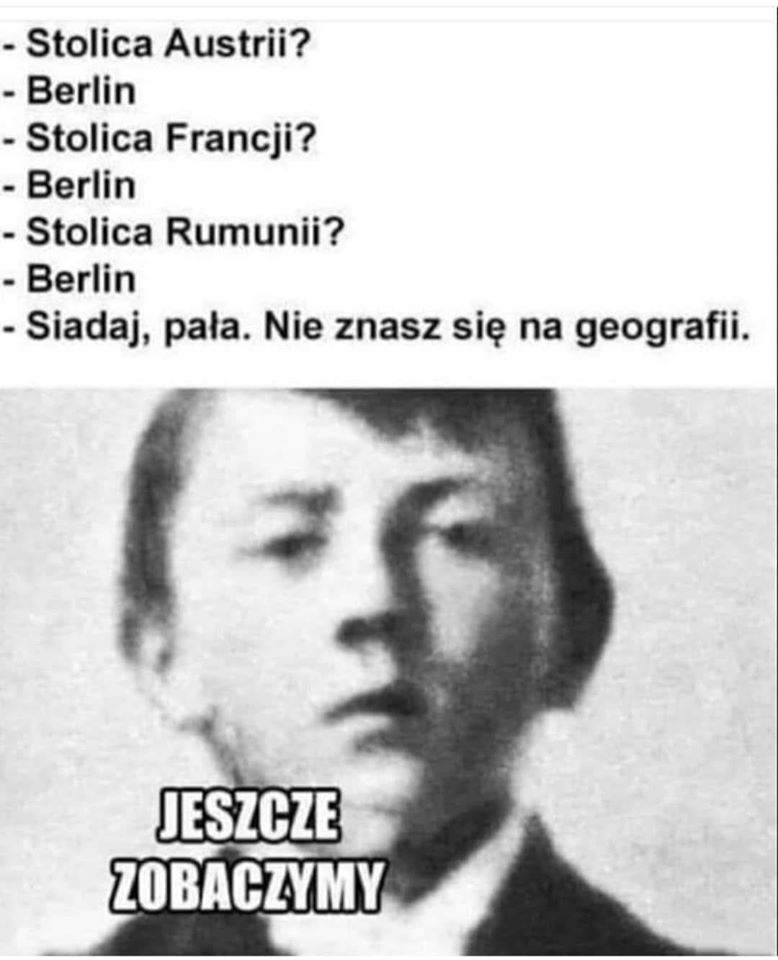 - Stolica Austrii?
- Berlin
- Stolica Francji?
- Berlin
- Stolica Rumunii?
- Berlin
- Siadaj, pała. Nie znasz się na geografii.
JESZCZE
ZOBACZYMY